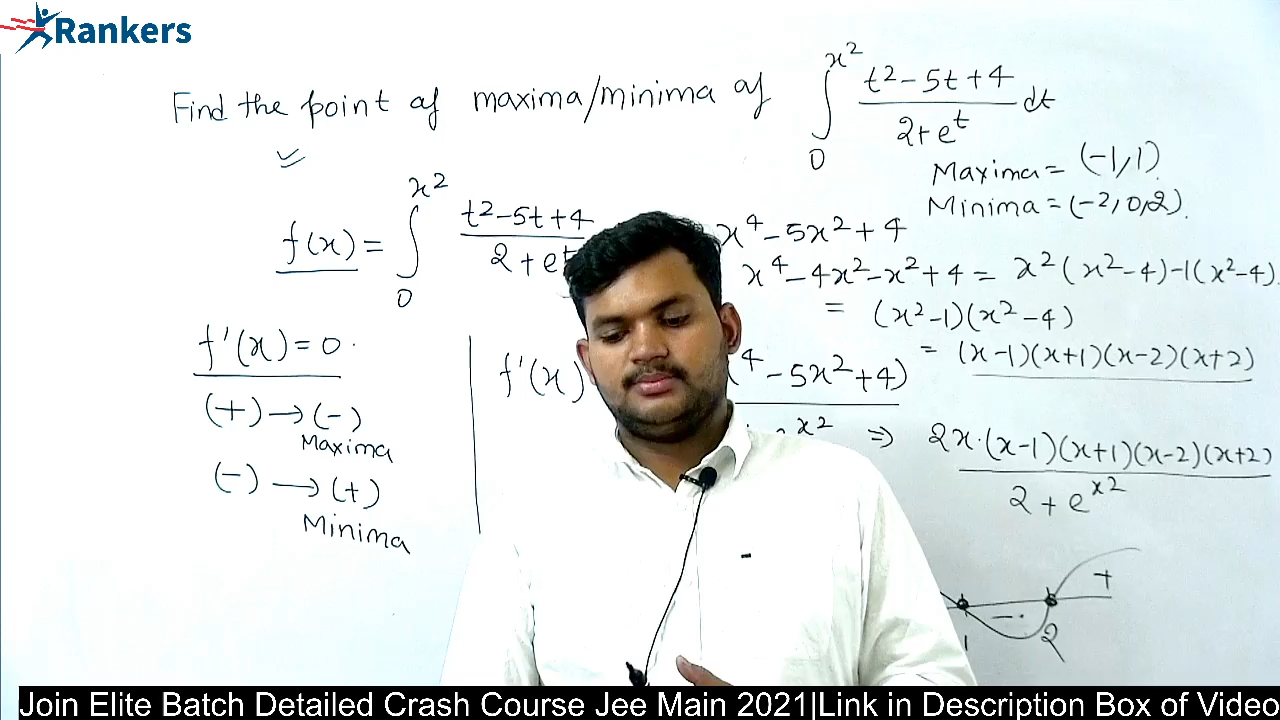 Rankers
Find the point of maxima/minima of ∫₀^{x²} (t²-5t+4)/(2+e^t) dt
Maxima = (-1,1)
Minima = (-2,0,2).
f(x) = ∫₀^{x²} (t²-5t+4)/(2+e^t
x⁴-5x²+4
x⁴-4x²-x²+4 = x²(x²-4)-1(x²-4).
= (x²-1)(x²-4)
= (x-1)(x+1)(x-2)(x+2)
f'(x)=0.
(+)→(-)
Maxima
(-)→(+)
Minima
f'(x)
⁴-5x²+4)
x²
⇒ 2x·(x-1)(x+1)(x-2)(x+2)/(2+e^{x²})
+
-
1
2
Join Elite Batch Detailed Crash Course Jee Main 2021|Link in Description Box of Video